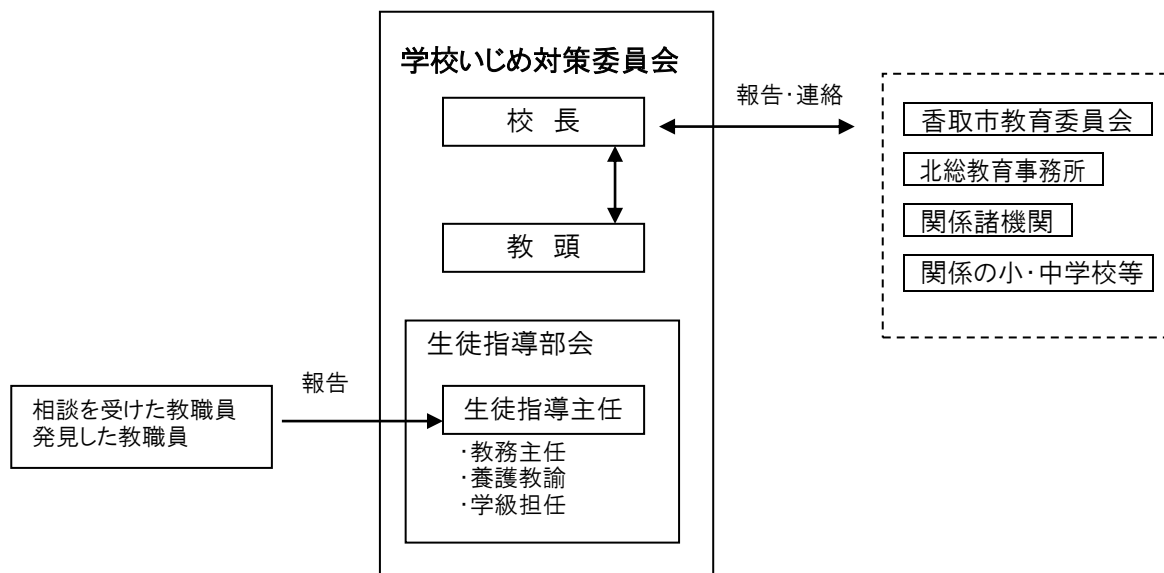 学校いじめ対策委員会
校 長
報告・連絡
香取市教育委員会
北総教育事務所
教 頭
関係諸機関
関係の小・中学校等
生徒指導部会
報告
生徒指導主任
相談を受けた教職員
発見した教職員
・教務主任
・養護教諭
・学級担任